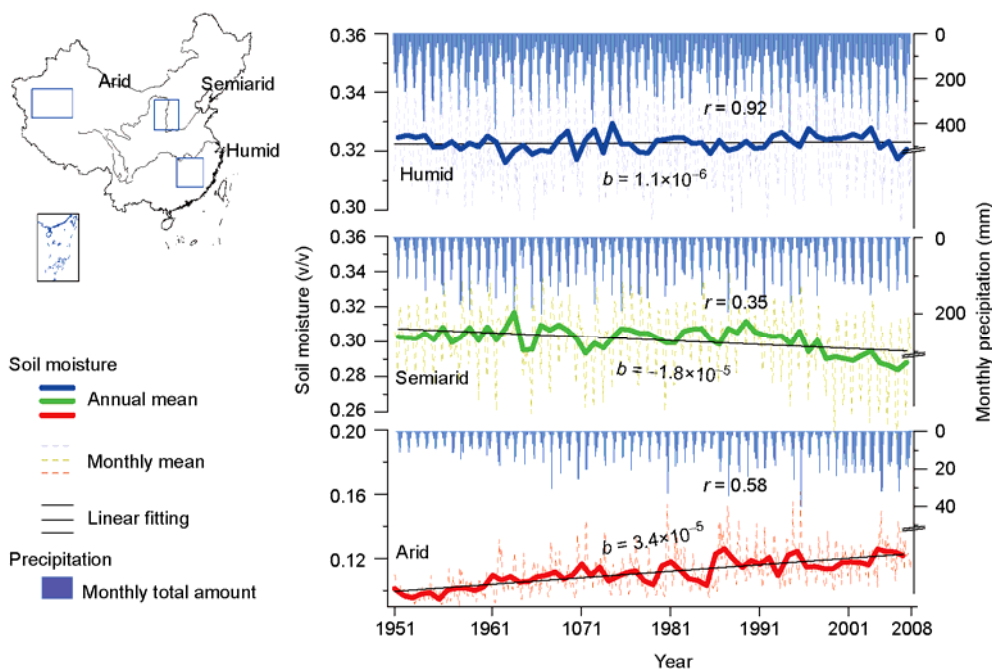 Arid
Semiarid
Humid
Soil moisture
Annual mean
Monthly mean
Linear fitting
Precipitation
Monthly total amount
Soil moisture (v/v)
0.36
0.34
0.32
0.30
r = 0.92
Humid
b = 1.1×10⁻⁶
0
200
400
0.36
0.34
0.32
0.30
0.28
0.26
r = 0.35
Semiarid
b = −1.8×10⁻⁵
0
200
0.20
0.16
0.12
r = 0.58
Arid
b = 3.4×10⁻⁵
0
20
40
Monthly precipitation (mm)
1951
1961
1071
1981
1991
2001
2008
Year